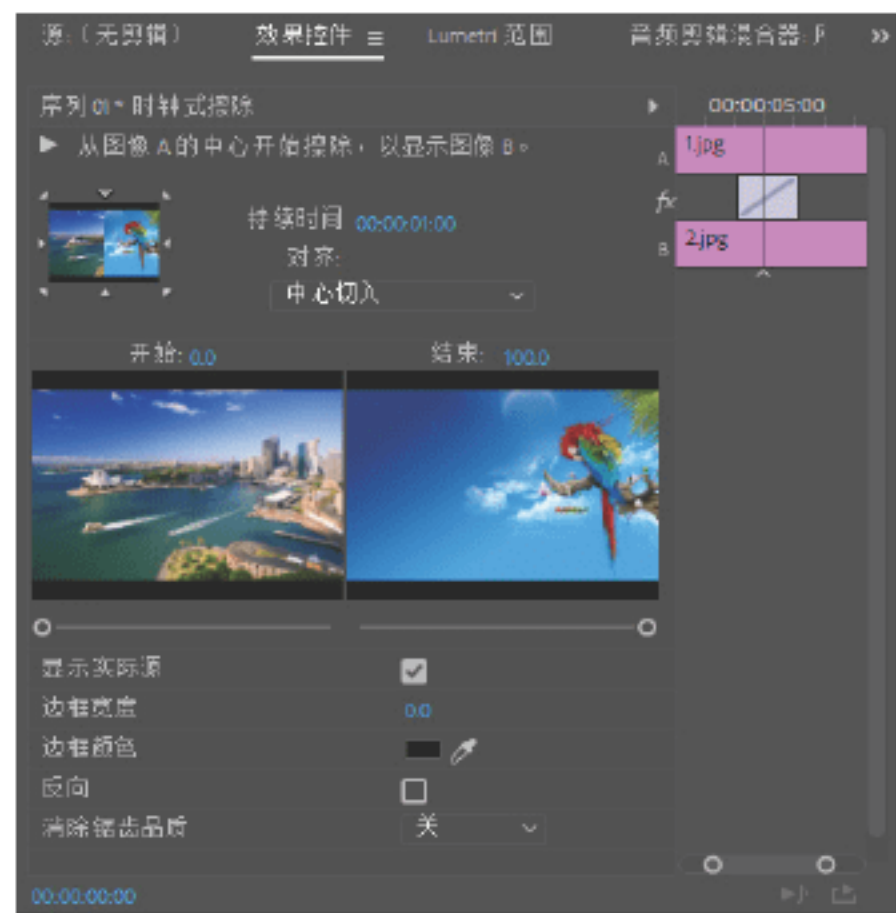 源:（无剪辑） 效果控件 ≡ Lumetri 范围 音频剪辑混合器: »
序列 01 * 时钟式擦除 00:00:05:00
从图像 A 的中心开始擦除，以显示图像 B。
A 1.jpg
fx
B 2.jpg
持续时间 00:00:01:00
对齐:
中心切入
开始: 0.0 结束: 100.0
显示实际源
边框宽度 0.0
边框颜色
反向
消除锯齿品质 关
00:00:00:00